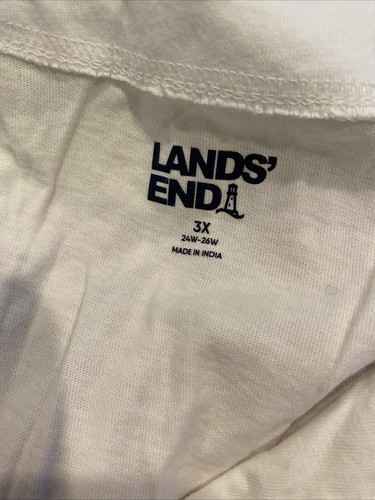 LANDS'
END
3X
24W-26W
MADE IN INDIA